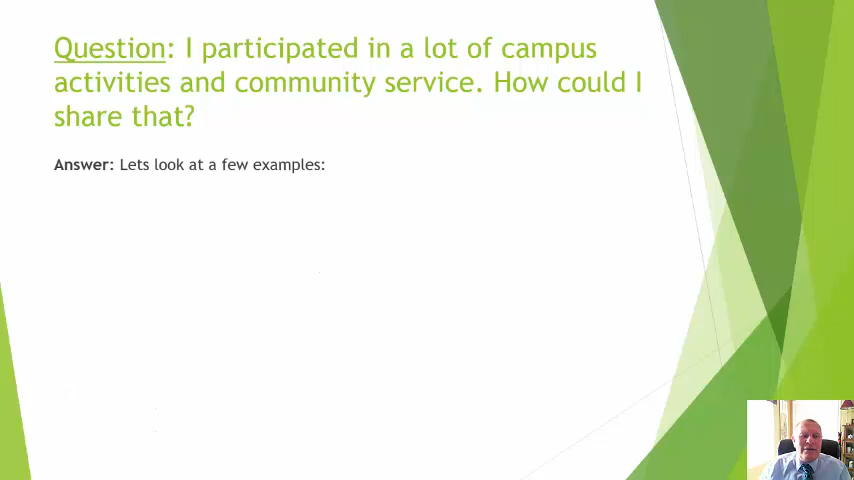 Question: I participated in a lot of campus
activities and community service. How could I
share that?
Answer: Lets look at a few examples: